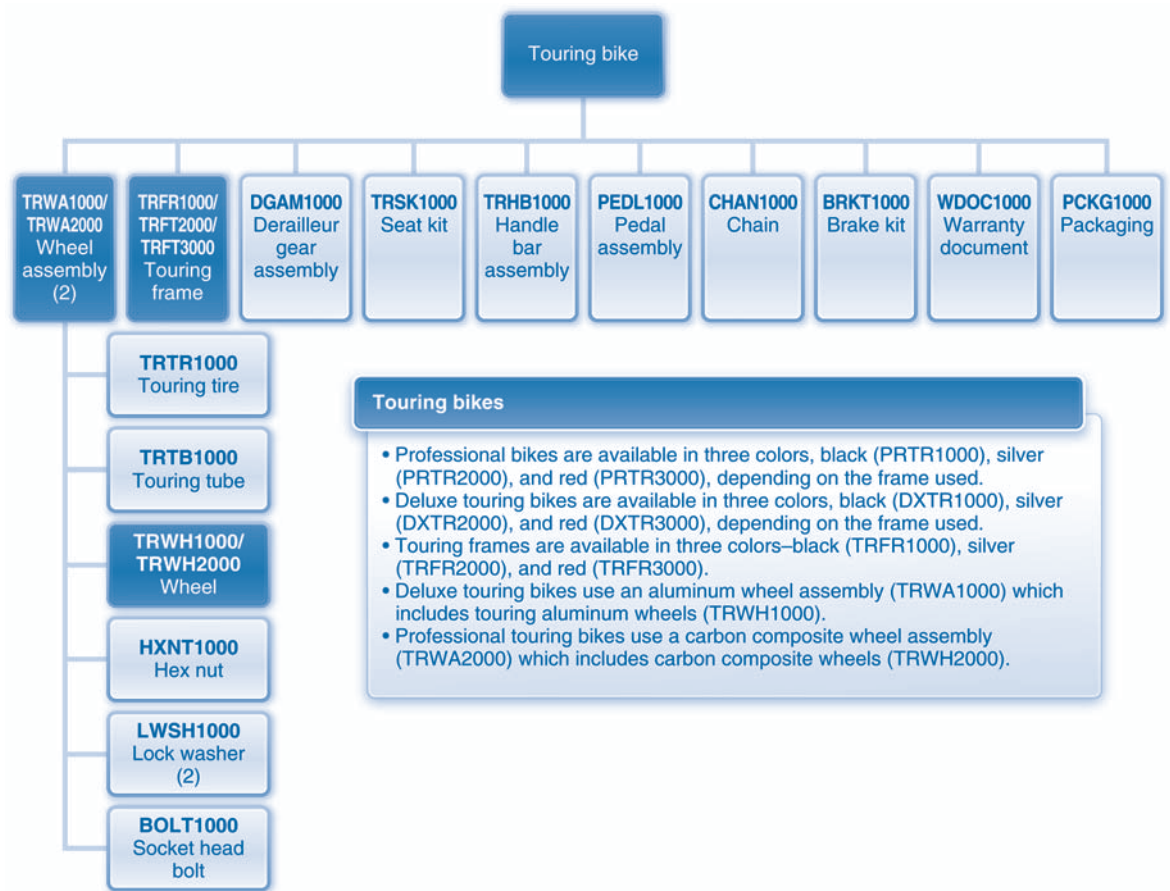 Touring bike
TRWA1000/
TRWA2000
Wheel
assembly
(2)
TRFR1000/
TRFT2000/
TRFT3000
Touring
frame
DGAM1000
Derailleur
gear
assembly
TRSK1000
Seat kit
TRHB1000
Handle
bar
assembly
PEDL1000
Pedal
assembly
CHAN1000
Chain
BRKT1000
Brake kit
WDOC1000
Warranty
document
PCKG1000
Packaging
TRTR1000
Touring tire
TRTB1000
Touring tube
TRWH1000/
TRWH2000
Wheel
HXNT1000
Hex nut
LWSH1000
Lock washer
(2)
BOLT1000
Socket head
bolt
Touring bikes
• Professional bikes are available in three colors, black (PRTR1000), silver
(PRTR2000), and red (PRTR3000), depending on the frame used.
• Deluxe touring bikes are available in three colors, black (DXTR1000), silver
(DXTR2000), and red (DXTR3000), depending on the frame used.
• Touring frames are available in three colors–black (TRFR1000), silver
(TRFR2000), and red (TRFR3000).
• Deluxe touring bikes use an aluminum wheel assembly (TRWA1000) which
includes touring aluminum wheels (TRWH1000).
• Professional touring bikes use a carbon composite wheel assembly
(TRWA2000) which includes carbon composite wheels (TRWH2000).